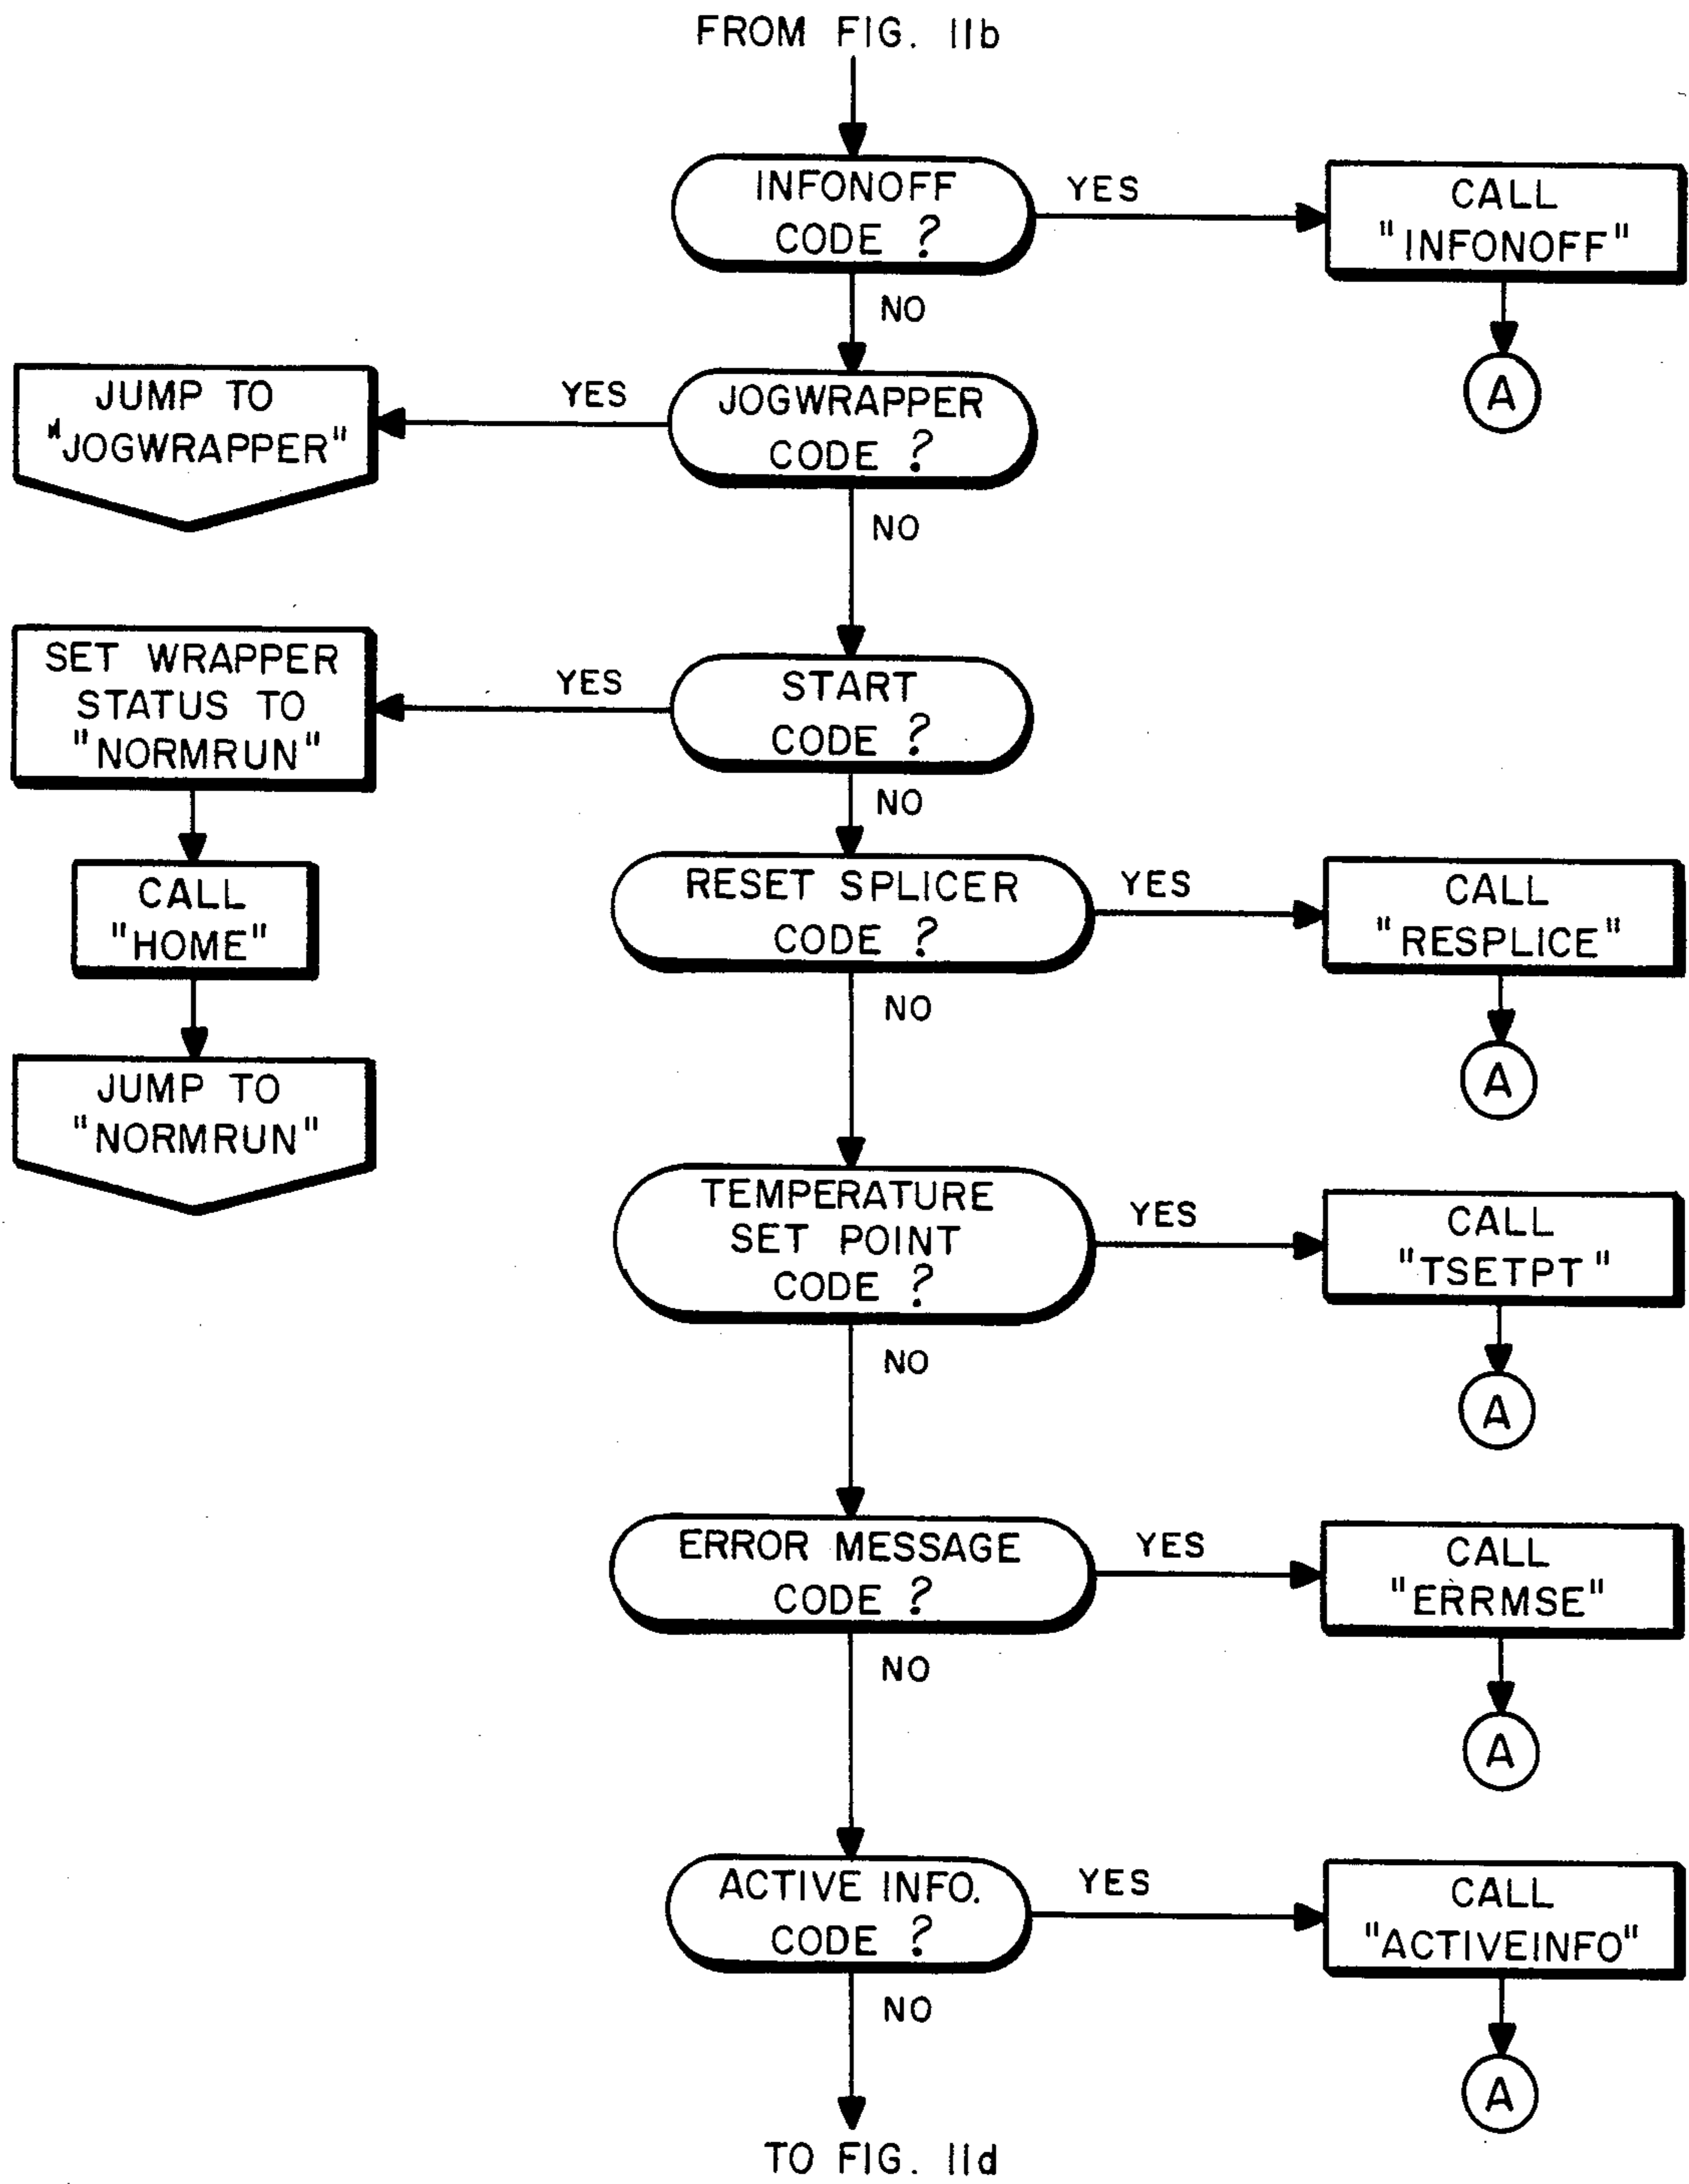 FROM FIG. 11b
INFONOFF
CODE ?
YES
CALL
"INFONOFF"
A
NO
JOGWRAPPER
CODE ?
YES
JUMP TO
"JOGWRAPPER"
NO
START
CODE ?
YES
SET WRAPPER
STATUS TO
"NORMRUN"
CALL
"HOME"
JUMP TO
"NORMRUN"
NO
RESET SPLICER
CODE ?
YES
CALL
"RESPLICE"
A
NO
TEMPERATURE
SET POINT
CODE ?
YES
CALL
"TSETPT"
A
NO
ERROR MESSAGE
CODE ?
YES
CALL
"ERRMSE"
A
NO
ACTIVE INFO.
CODE ?
YES
CALL
"ACTIVEINFO"
A
NO
TO FIG. 11d